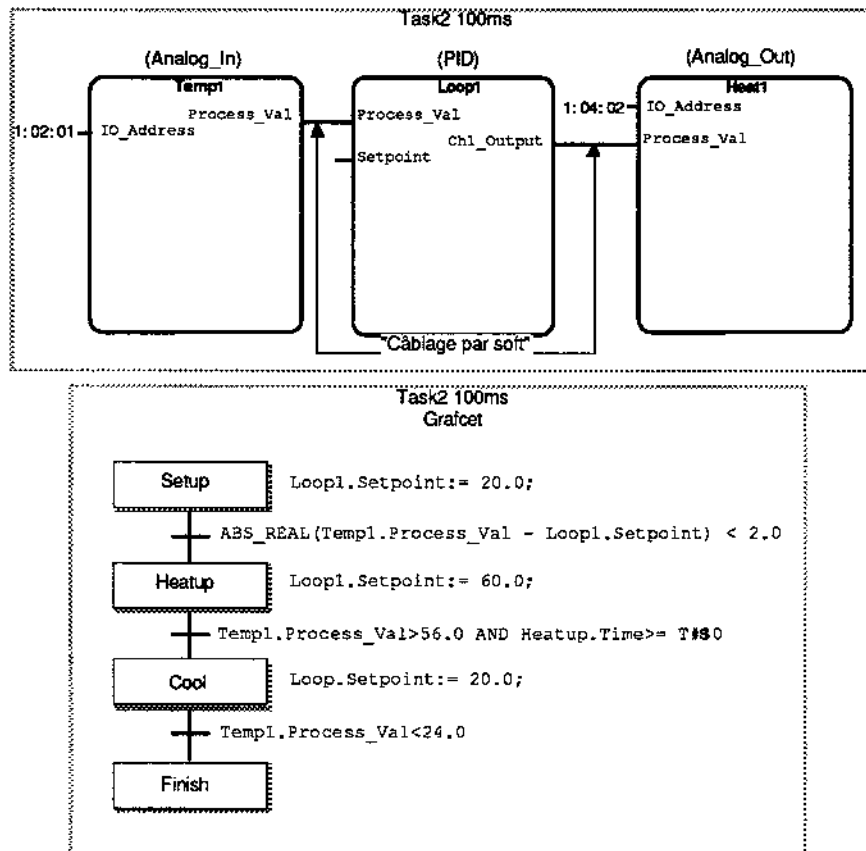 Task2 100ms
(Analog_In) (PID) (Analog_Out)
Temp1 Loop1 Heat1
Process_Val Process_Val 1:04:02 IO_Address
1:02:01 IO_Address Ch1_Output Process_Val
Setpoint
"Câblage par soft"
Task2 100ms
Grafcet
Setup Loop1.Setpoint:= 20.0;
ABS_REAL(Temp1.Process_Val - Loop1.Setpoint) < 2.0
Heatup Loop1.Setpoint:= 60.0;
Temp1.Process_Val>56.0 AND Heatup.Time>=
Cool Loop.Setpoint:= 20.0;
Temp1.Process_Val<24.0
Finish